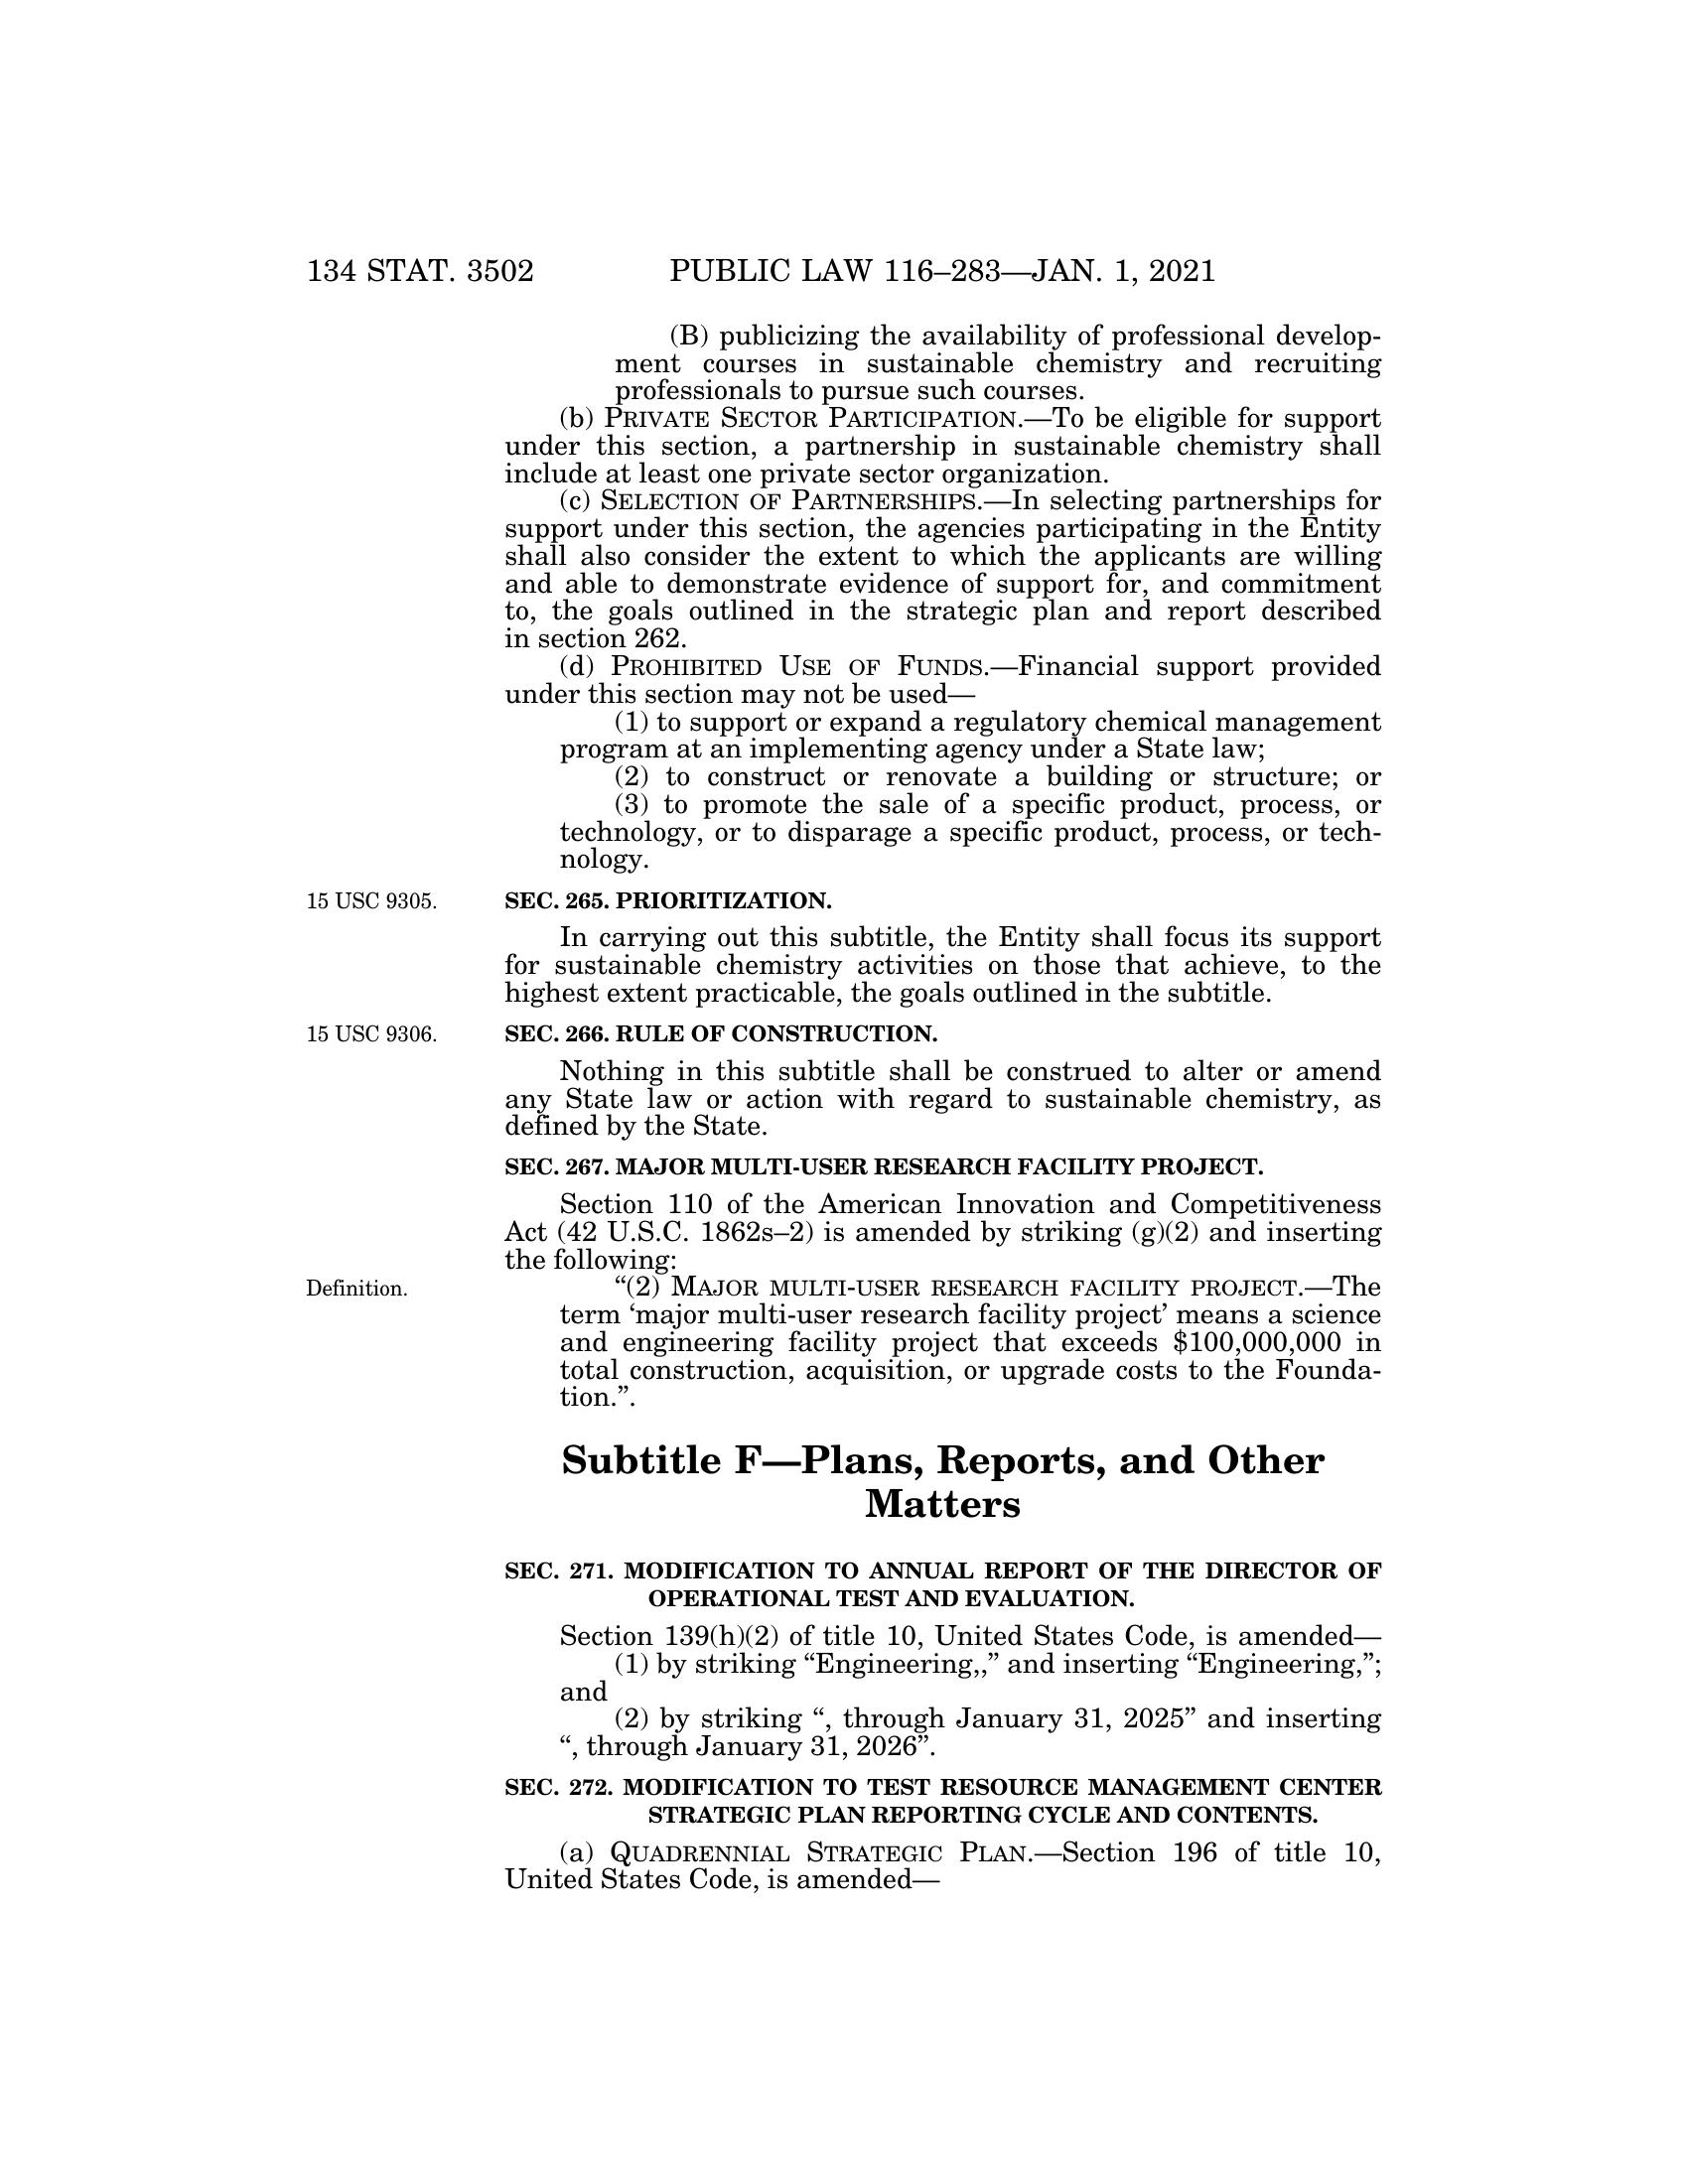 134 STAT. 3502 PUBLIC LAW 116–283—JAN. 1, 2021
(B) publicizing the availability of professional develop-
ment courses in sustainable chemistry and recruiting
professionals to pursue such courses.
(b) PRIVATE SECTOR PARTICIPATION.—To be eligible for support
under this section, a partnership in sustainable chemistry shall
include at least one private sector organization.
(c) SELECTION OF PARTNERSHIPS.—In selecting partnerships for
support under this section, the agencies participating in the Entity
shall also consider the extent to which the applicants are willing
and able to demonstrate evidence of support for, and commitment
to, the goals outlined in the strategic plan and report described
in section 262.
(d) PROHIBITED USE OF FUNDS.—Financial support provided
under this section may not be used—
(1) to support or expand a regulatory chemical management
program at an implementing agency under a State law;
(2) to construct or renovate a building or structure; or
(3) to promote the sale of a specific product, process, or
technology, or to disparage a specific product, process, or tech-
nology.
15 USC 9305. SEC. 265. PRIORITIZATION.
In carrying out this subtitle, the Entity shall focus its support
for sustainable chemistry activities on those that achieve, to the
highest extent practicable, the goals outlined in the subtitle.
15 USC 9306. SEC. 266. RULE OF CONSTRUCTION.
Nothing in this subtitle shall be construed to alter or amend
any State law or action with regard to sustainable chemistry, as
defined by the State.
SEC. 267. MAJOR MULTI-USER RESEARCH FACILITY PROJECT.
Section 110 of the American Innovation and Competitiveness
Act (42 U.S.C. 1862s–2) is amended by striking (g)(2) and inserting
the following:
Definition. “(2) MAJOR MULTI-USER RESEARCH FACILITY PROJECT.—The
term ‘major multi-user research facility project’ means a science
and engineering facility project that exceeds $100,000,000 in
total construction, acquisition, or upgrade costs to the Founda-
tion.”.
Subtitle F—Plans, Reports, and Other
Matters
SEC. 271. MODIFICATION TO ANNUAL REPORT OF THE DIRECTOR OF
OPERATIONAL TEST AND EVALUATION.
Section 139(h)(2) of title 10, United States Code, is amended—
(1) by striking “Engineering,,” and inserting “Engineering,”;
and
(2) by striking “, through January 31, 2025” and inserting
“, through January 31, 2026”.
SEC. 272. MODIFICATION TO TEST RESOURCE MANAGEMENT CENTER
STRATEGIC PLAN REPORTING CYCLE AND CONTENTS.
(a) QUADRENNIAL STRATEGIC PLAN.—Section 196 of title 10,
United States Code, is amended—